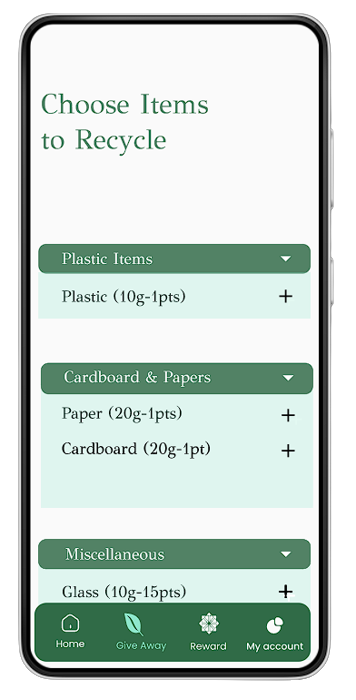 Choose Items
to Recycle
Plastic Items
Plastic (10g-1pts)
Cardboard & Papers
Paper (20g-1pts)
Cardboard (20g-1pt)
Miscellaneous
Glass (10g-15pts)
Home
Give Away
Reward
My account